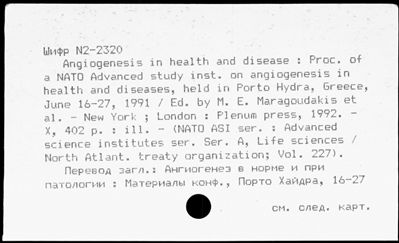 Шифр N2-2320
Angiogenesis in health and disease : Proc. of
a NATO Advanced study inst. on angiogenesis in
health and diseases, held in Porto Hydra, Greece,
June 16-27, 1991 / Ed. by M. E. Maragoudakis et
al. - New York ; London : Plenum press, 1992. -
X, 402 p. : ill. - (NATO ASI ser. : Advanced
science institutes ser. Ser. A, Life sciences /
North Atlant. treaty organization; Vol. 227).
Перевод загл.: Ангиогенез в норме и при
патологии : Материалы конф., Порто Хайдра, 16-27
см. след. карт.